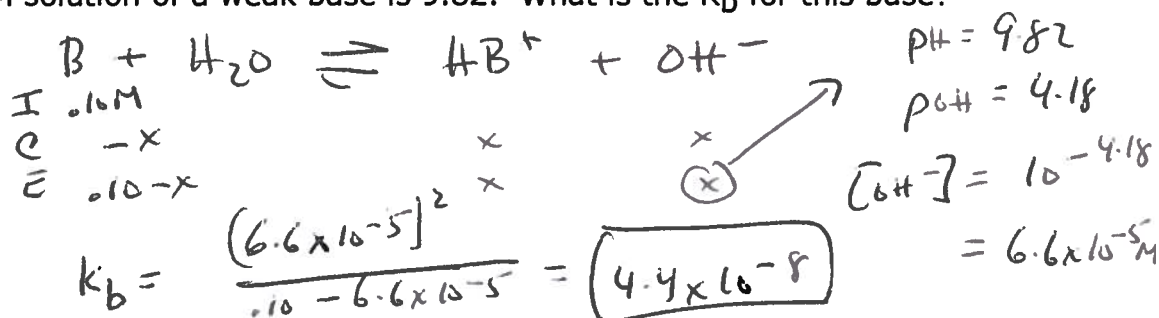 solution of a weak base is 9.82. What is the Kb for this base?
B + H2O ⇌ HB+ + OH-
I .10M
C -x x x
E .10-x x x
pH = 9.82
pOH = 4.18
[OH-] = 10^-4.18
= 6.6x10^-5 M
Kb = (6.6x10^-5)^2 / .10 - 6.6x10^-5 = 4.4x10^-8